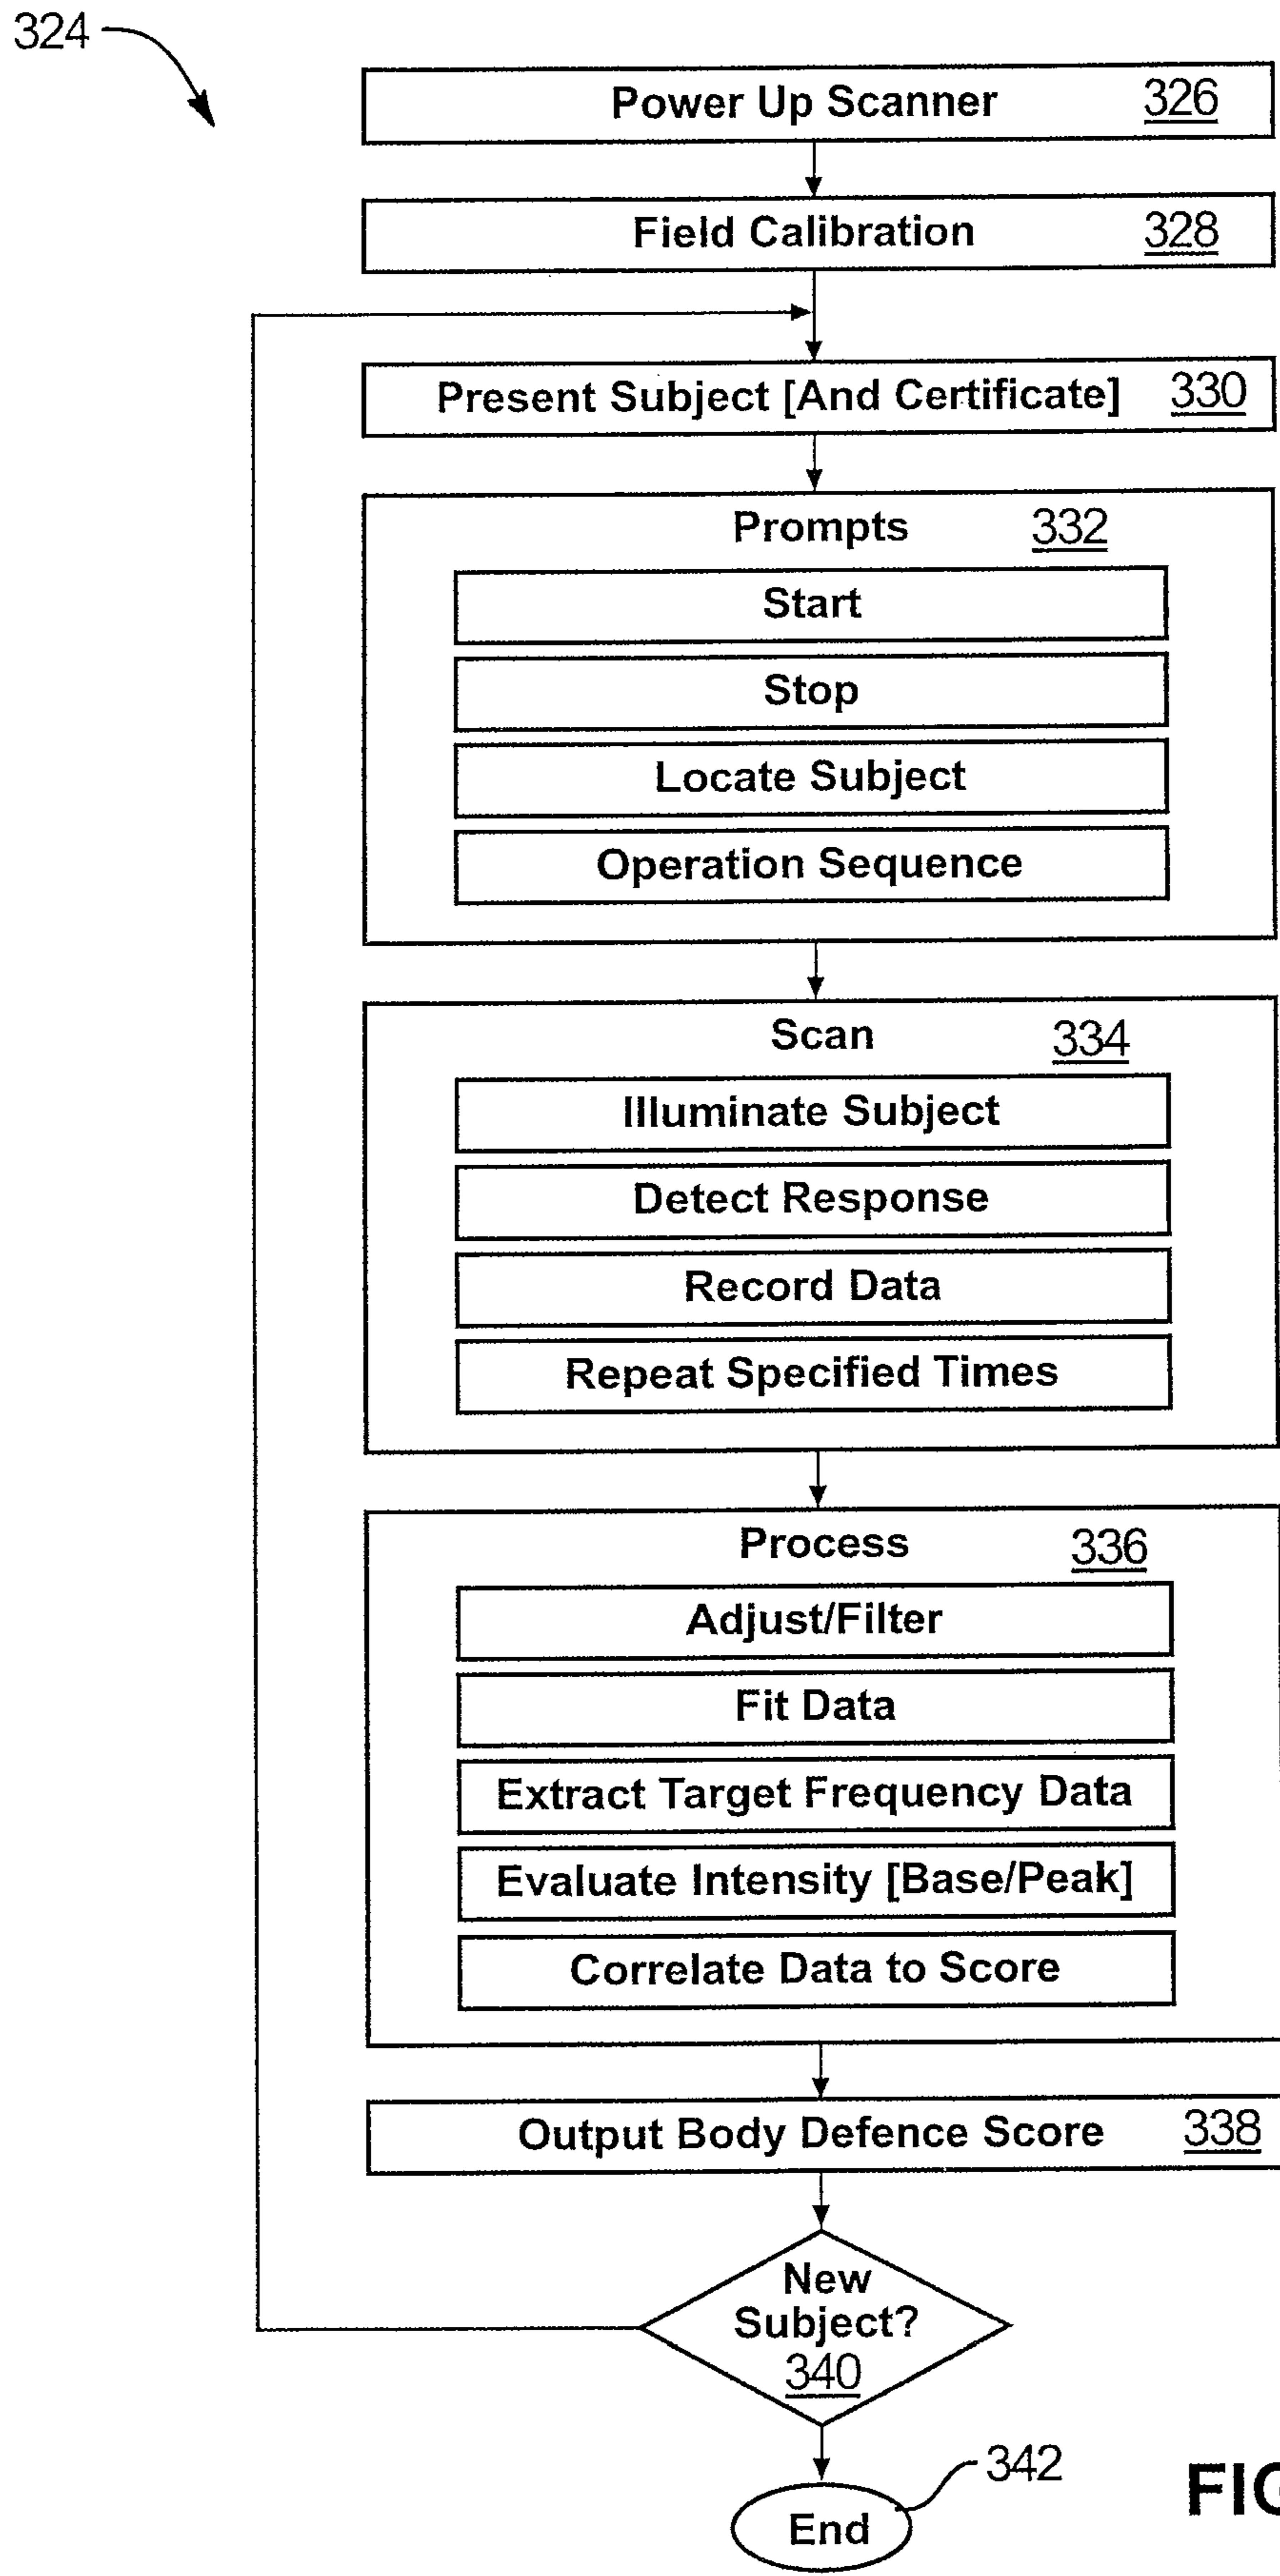 324
Power Up Scanner 326
Field Calibration 328
Present Subject [And Certificate] 330
Prompts 332
Start
Stop
Locate Subject
Operation Sequence
Scan 334
Illuminate Subject
Detect Response
Record Data
Repeat Specified Times
Process 336
Adjust/Filter
Fit Data
Extract Target Frequency Data
Evaluate Intensity [Base/Peak]
Correlate Data to Score
Output Body Defence Score 338
New
Subject?
340
342
End
FIG